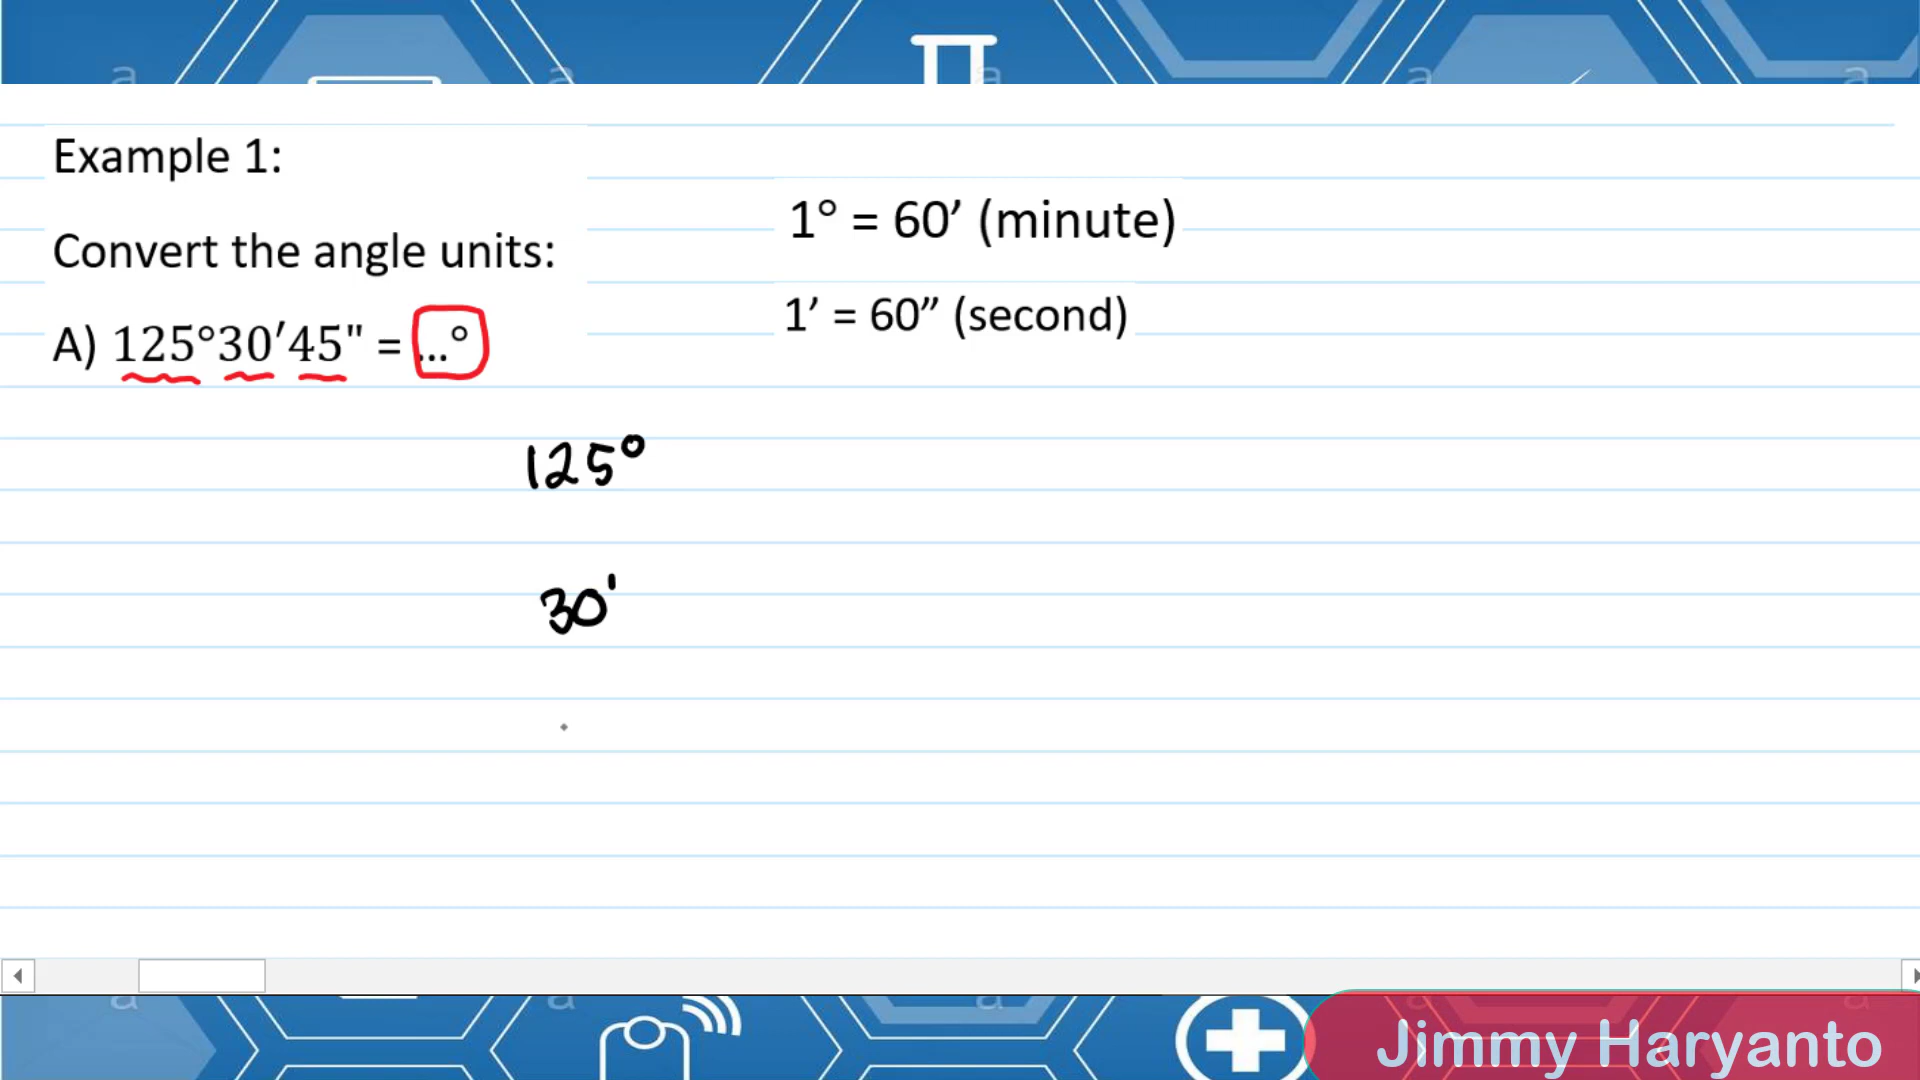 Example 1:
Convert the angle units:
A) 125°30′45" = ...°
1° = 60’ (minute)
1’ = 60” (second)
125°
30'
a a a a a
a a a a a
Jimmy Haryanto